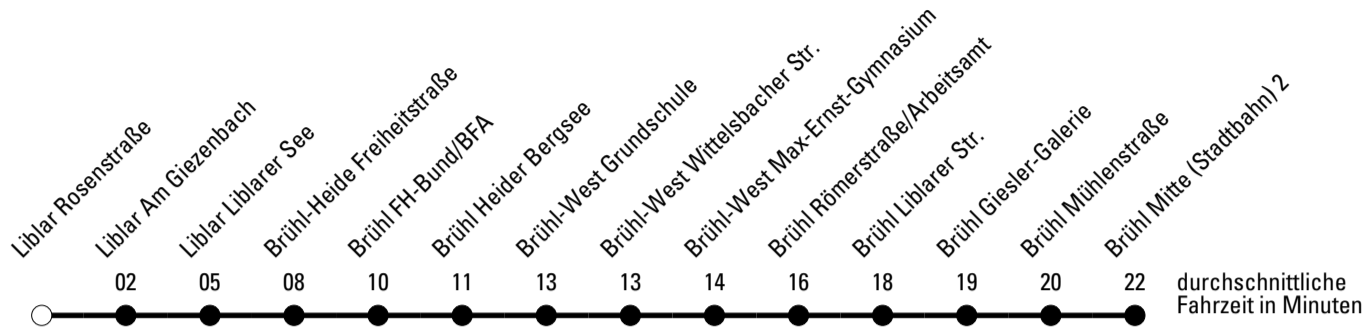 Liblar Rosenstraße
Liblar Am Giezenbach
Liblar Liblarer See
Brühl-Heide Freiheitstraße
Brühl FH-Bund/BFA
Brühl Heider Bergsee
Brühl-West Grundschule
Brühl-West Wittelsbacher Str.
Brühl-West Max-Ernst-Gymnasium
Brühl Römerstraße/Arbeitsamt
Brühl Liblarer Str.
Brühl Giesler-Galerie
Brühl Mühlenstraße
Brühl Mitte (Stadtbahn) 2
02 05 08 10 11 13 13 14 16 18 19 20 22
durchschnittliche
Fahrzeit in Minuten